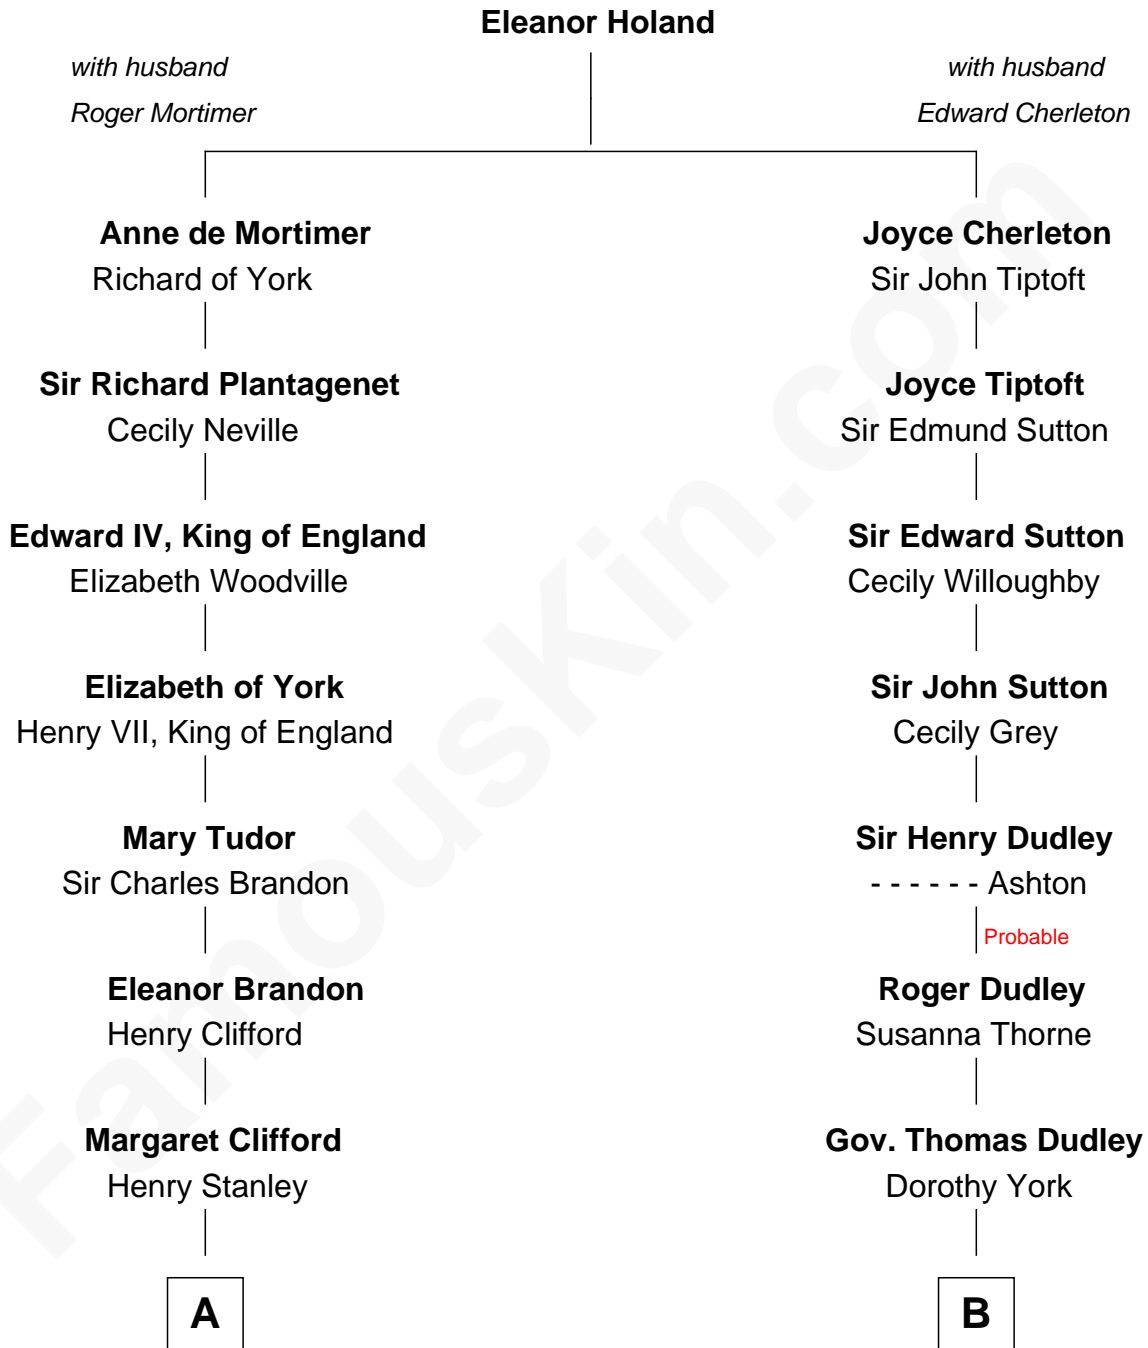 Eleanor Holand
with husband
Roger Mortimer
with husband
Edward Cherleton
Anne de Mortimer
Richard of York
Joyce Cherleton
Sir John Tiptoft
Sir Richard Plantagenet
Cecily Neville
Joyce Tiptoft
Sir Edmund Sutton
Edward IV, King of England
Elizabeth Woodville
Sir Edward Sutton
Cecily Willoughby
Elizabeth of York
Henry VII, King of England
Sir John Sutton
Cecily Grey
Mary Tudor
Sir Charles Brandon
Sir Henry Dudley
- - - - - - Ashton
Probable
Eleanor Brandon
Henry Clifford
Roger Dudley
Susanna Thorne
Margaret Clifford
Henry Stanley
Gov. Thomas Dudley
Dorothy York
A
B
FamousKin.com